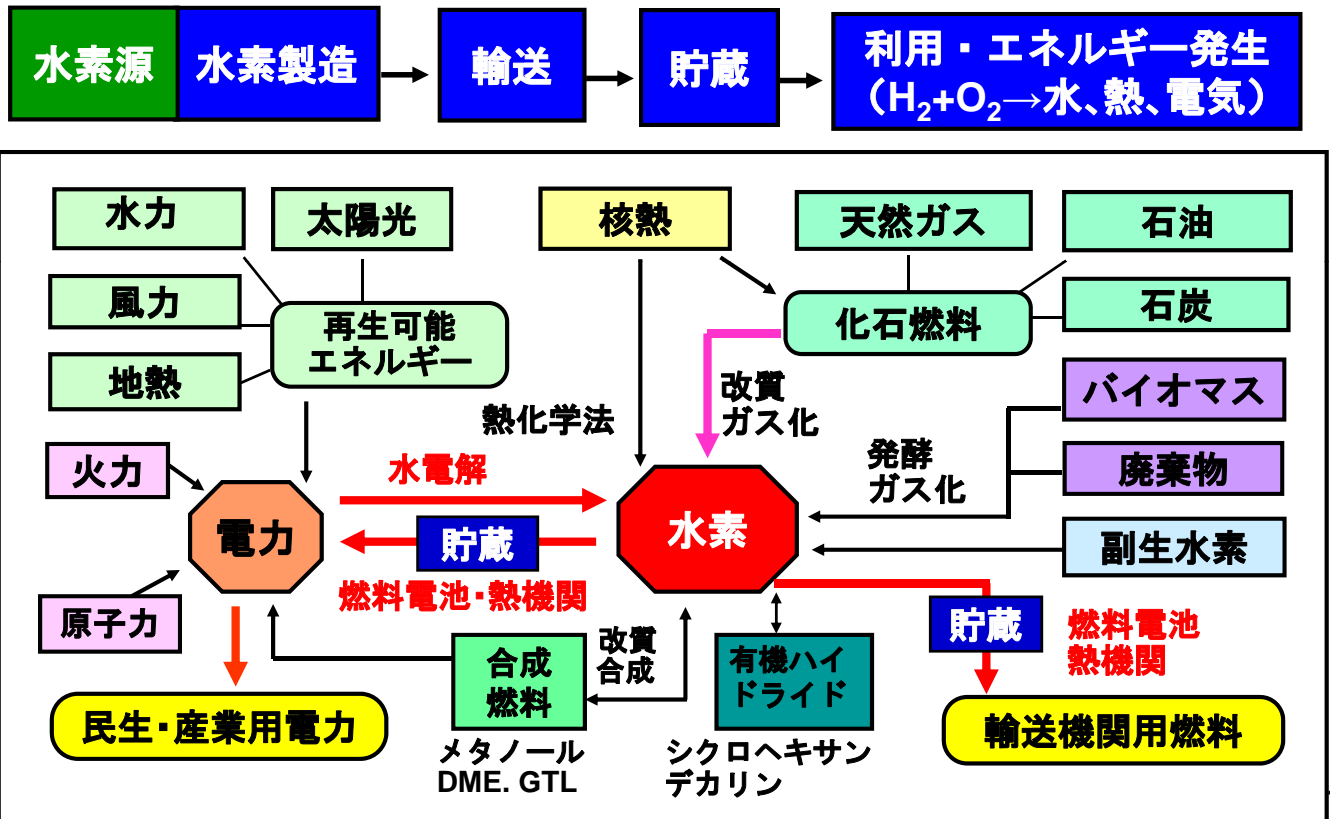 水素源
水素製造
輸送
貯蔵
利用・エネルギー発生
（H₂+O₂→水、熱、電気）
水力
太陽光
核熱
天然ガス
石油
風力
再生可能
エネルギー
化石燃料
石炭
地熱
バイオマス
熱化学法
改質
ガス化
火力
水電解
発酵
ガス化
廃棄物
電力
貯蔵
水素
副生水素
燃料電池・熱機関
原子力
合成
燃料
改質
合成
有機ハイ
ドライド
貯蔵
燃料電池
熱機関
民生・産業用電力
輸送機関用燃料
メタノール
DME. GTL
シクロヘキサン
デカリン